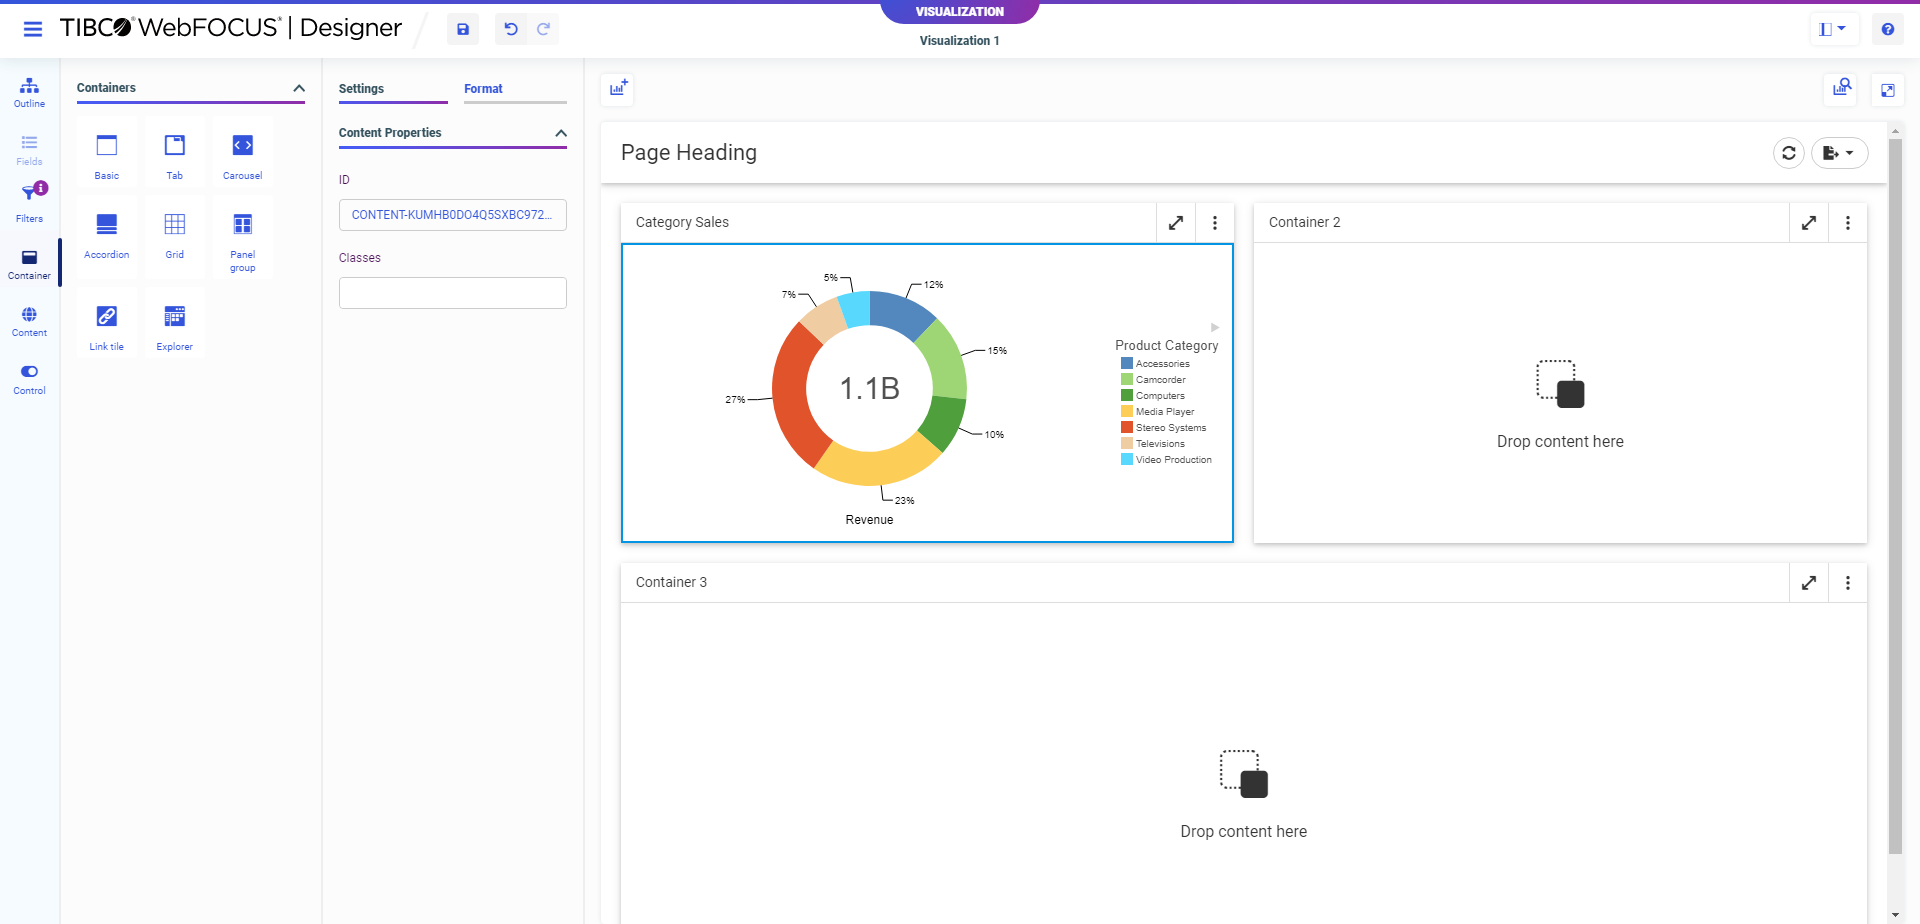 VISUALIZATION
TIBCO® WebFOCUS® | Designer
Visualization 1
Outline
Fields
Filters
Container
Content
Control
Containers
Basic
Tab
Carousel
Accordion
Grid
Panel
group
Link tile
Explorer
Settings
Format
Content Properties
ID
CONTENT-KUMHB0DO4Q5SXBC972...
Classes
Page Heading
Category Sales
5%
12%
7%
15%
27%
1.1B
10%
23%
Revenue
Product Category
Accessories
Camcorder
Computers
Media Player
Stereo Systems
Televisions
Video Production
Container 2
Drop content here
Container 3
Drop content here